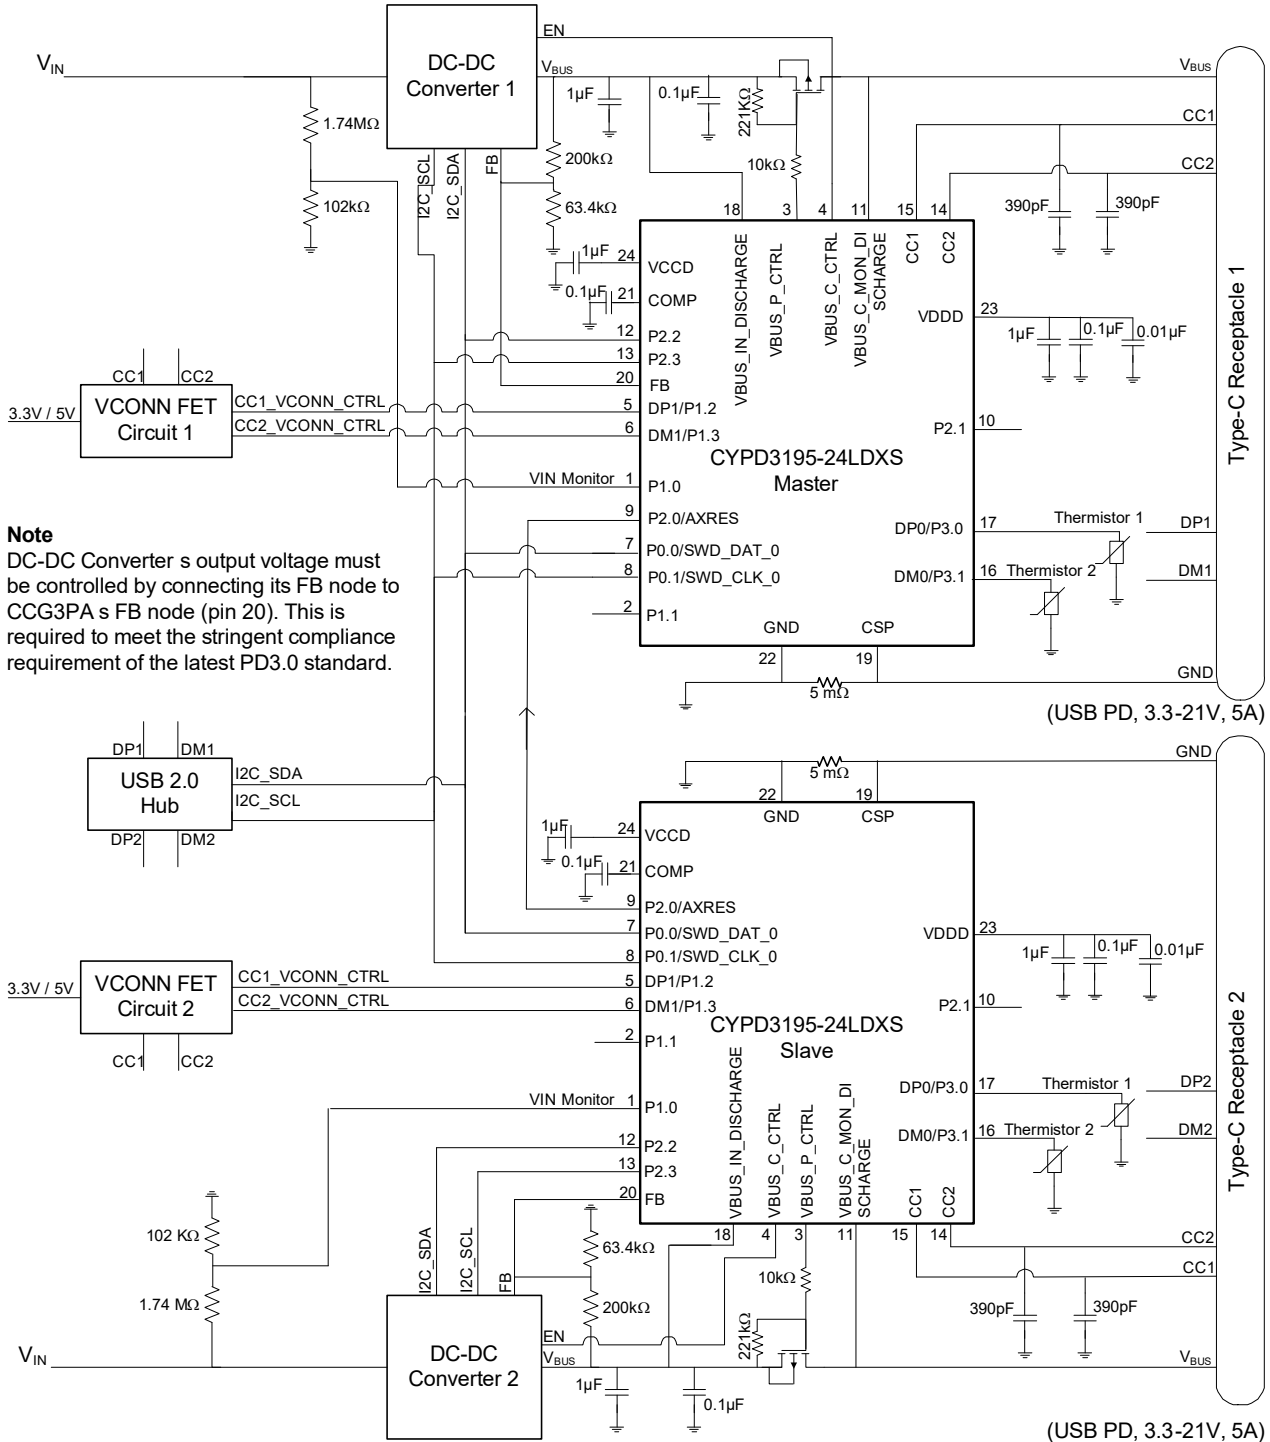 EN
VIN
DC-DC
Converter 1
VBUS
VBUS
1µF
0.1µF
221KΩ
CC1
1.74MΩ
I2C_SCL
I2C_SDA
FB
200kΩ
10kΩ
CC2
102kΩ
63.4kΩ
18
3
4
11
15
14
390pF
390pF
VBUS_IN_DISCHARGE
VBUS_P_CTRL
VBUS_C_CTRL
VBUS_C_MON_DI
SCHARGE
CC1
CC2
1µF
24
VCCD
0.1µF
21
COMP
VDDD
23
1µF
0.1µF
0.01µF
12
P2.2
13
P2.3
20
FB
CC1
CC2
3.3V / 5V
VCONN FET
Circuit 1
CC1_VCONN_CTRL
CC2_VCONN_CTRL
5
DP1/P1.2
6
DM1/P1.3
P2.1
10
Type-C Receptacle 1
CYPD3195-24LDXS
Master
VIN Monitor
1
P1.0
9
P2.0/AXRES
7
P0.0/SWD_DAT_0
8
P0.1/SWD_CLK_0
2
P1.1
DP0/P3.0
17
Thermistor 1
DP1
DM0/P3.1
16
Thermistor 2
DM1
GND
CSP
22
19
5 mΩ
GND
(USB PD, 3.3-21V, 5A)
Note
DC-DC Converter s output voltage must
be controlled by connecting its FB node to
CCG3PA s FB node (pin 20). This is
required to meet the stringent compliance
requirement of the latest PD3.0 standard.
DP1
DM1
USB 2.0
Hub
I2C_SDA
I2C_SCL
DP2
DM2
GND
5 mΩ
22
19
GND
CSP
1µF
24
VCCD
0.1µF
21
COMP
9
P2.0/AXRES
7
P0.0/SWD_DAT_0
8
P0.1/SWD_CLK_0
5
DP1/P1.2
6
DM1/P1.3
2
P1.1
VDDD
23
1µF
0.1µF
0.01µF
P2.1
10
3.3V / 5V
VCONN FET
Circuit 2
CC1_VCONN_CTRL
CC2_VCONN_CTRL
CC1
CC2
CYPD3195-24LDXS
Slave
Type-C Receptacle 2
VIN Monitor
1
P1.0
12
P2.2
13
P2.3
20
FB
DP0/P3.0
17
Thermistor 1
DP2
DM0/P3.1
16
Thermistor 2
DM2
VBUS_IN_DISCHARGE
VBUS_C_CTRL
VBUS_P_CTRL
VBUS_C_MON_DI
SCHARGE
CC1
CC2
18
4
3
11
15
14
CC2
CC1
102 KΩ
1.74 MΩ
I2C_SDA
I2C_SCL
FB
63.4kΩ
200kΩ
10kΩ
221kΩ
390pF
390pF
VIN
DC-DC
Converter 2
EN
VBUS
1µF
0.1µF
VBUS
(USB PD, 3.3-21V, 5A)